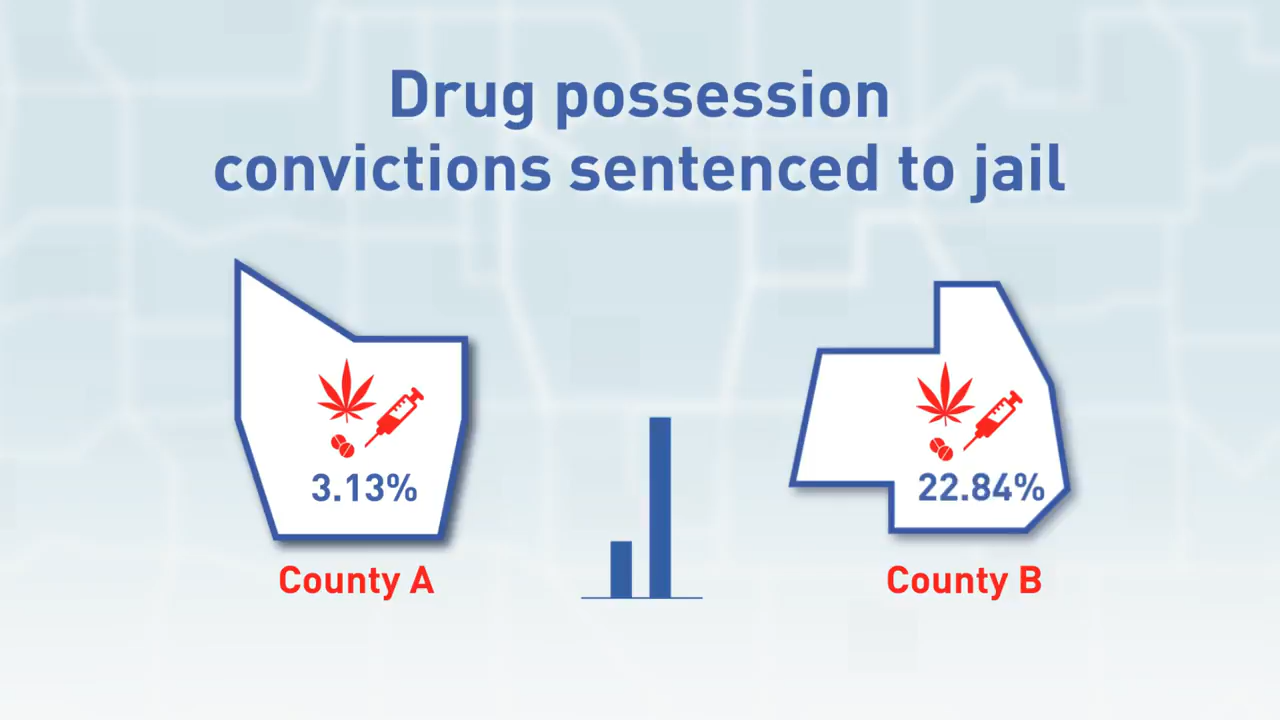 Drug possession
convictions sentenced to jail
3.13%
22.84%
County A
County B